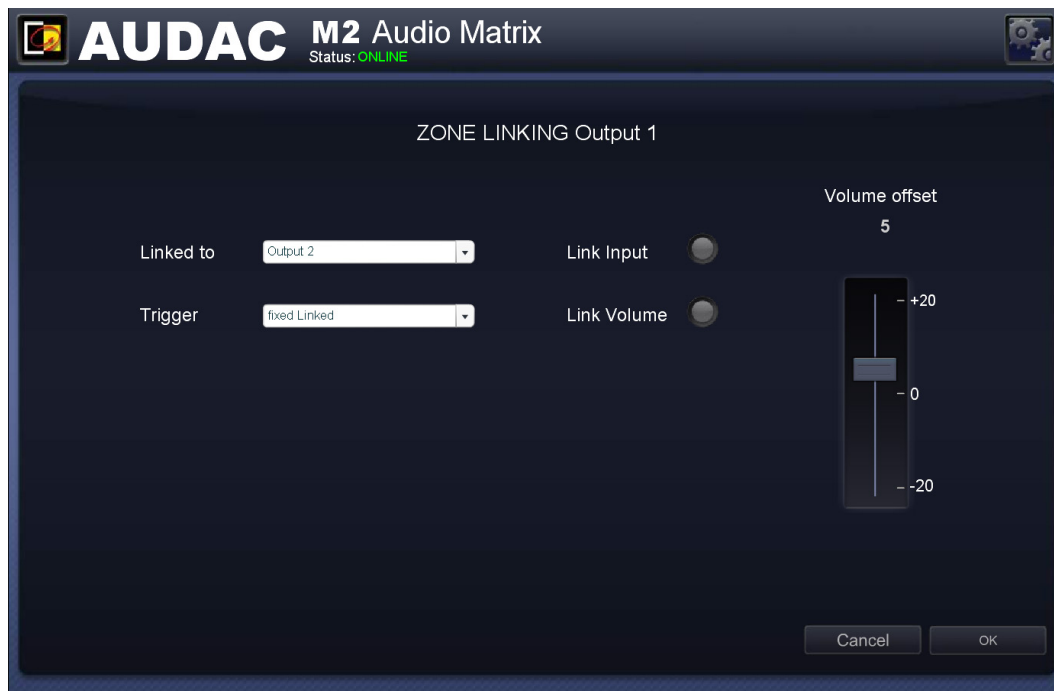 AUDAC M2 Audio Matrix
Status: ONLINE
ZONE LINKING Output 1
Volume offset
5
Linked to
Output 2
Link Input
Trigger
fixed Linked
Link Volume
+20
0
-20
Cancel
OK